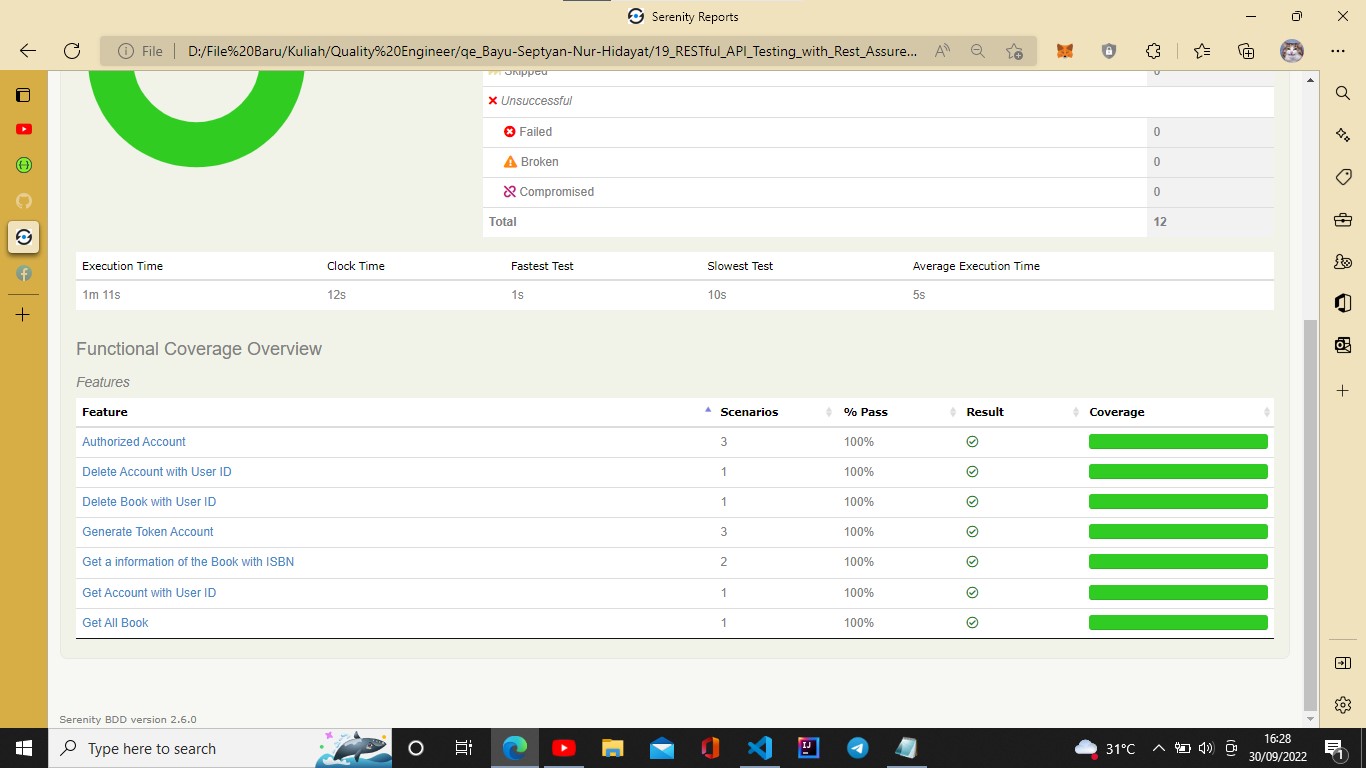 Serenity Reports
File D:/File%20Baru/Kuliah/Quality%20Engineer/qe_Bayu-Septyan-Nur-Hidayat/19_RESTful_API_Testing_with_Rest_Assure...
Skipped 0
Unsuccessful
Failed 0
Broken 0
Compromised 0
Total 12
Execution Time Clock Time Fastest Test Slowest Test Average Execution Time
1m 11s 12s 1s 10s 5s
Functional Coverage Overview
Features
Feature Scenarios % Pass Result Coverage
Authorized Account 3 100%
Delete Account with User ID 1 100%
Delete Book with User ID 1 100%
Generate Token Account 3 100%
Get a information of the Book with ISBN 2 100%
Get Account with User ID 1 100%
Get All Book 1 100%
Serenity BDD version 2.6.0
Type here to search
31°C
16:28
30/09/2022
1